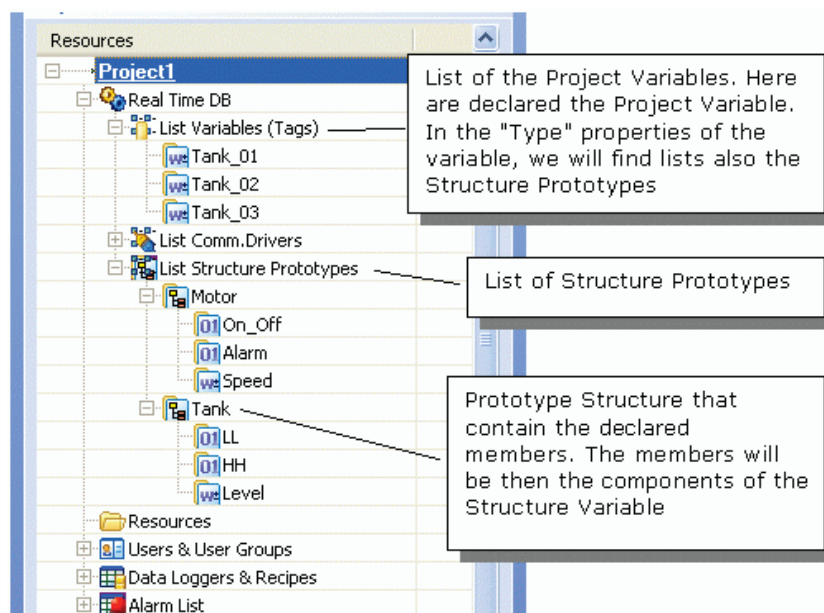 Resources
Project1
Real Time DB
List Variables (Tags)
Tank_01
Tank_02
Tank_03
List Comm.Drivers
List Structure Prototypes
Motor
On_Off
Alarm
Speed
Tank
LL
HH
Level
Resources
Users & User Groups
Data Loggers & Recipes
Alarm List
List of the Project Variables. Here
are declared the Project Variable.
In the "Type" properties of the
variable, we will find lists also the
Structure Prototypes
List of Structure Prototypes
Prototype Structure that
contain the declared
members. The members will
be then the components of the
Structure Variable